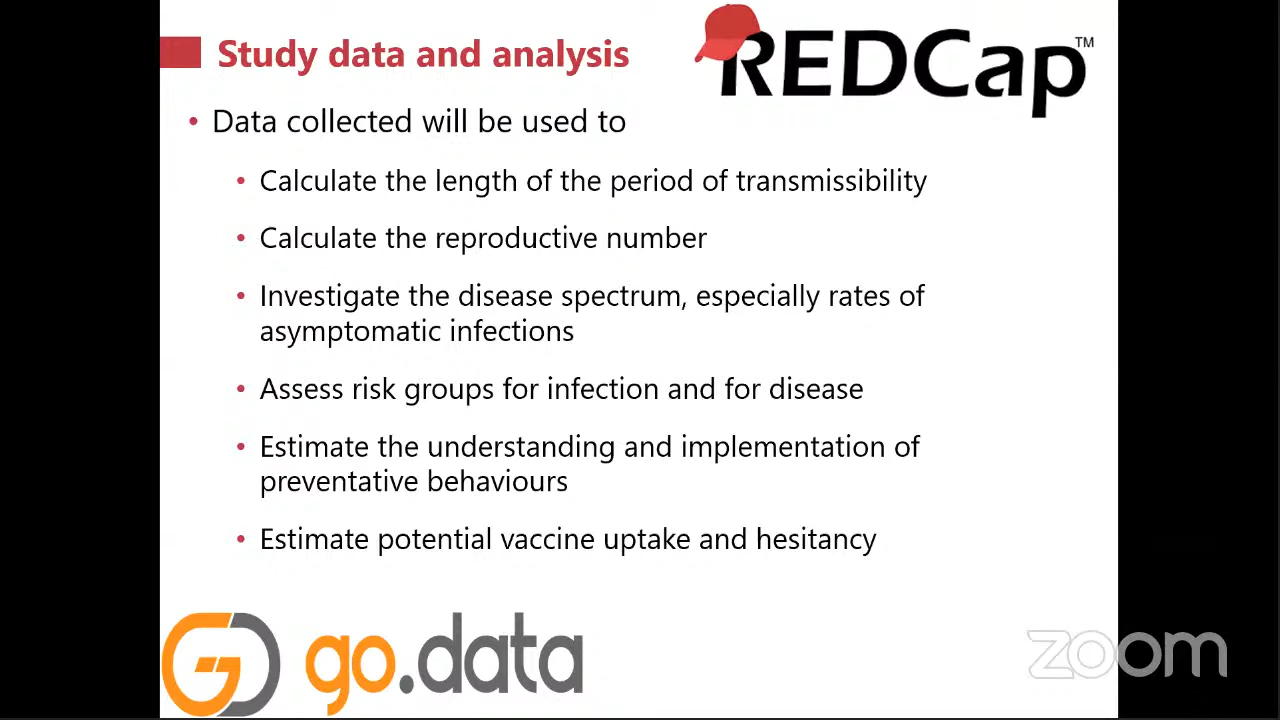 Study data and analysis
REDCap™
• Data collected will be used to
• Calculate the length of the period of transmissibility
• Calculate the reproductive number
• Investigate the disease spectrum, especially rates of
asymptomatic infections
• Assess risk groups for infection and for disease
• Estimate the understanding and implementation of
preventative behaviours
• Estimate potential vaccine uptake and hesitancy
go.data
zoom